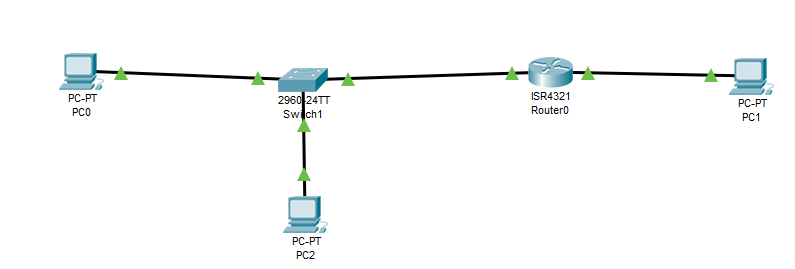 PC-PT
PC0
2960-24TT
Switch1
ISR4321
Router0
PC-PT
PC1
PC-PT
PC2